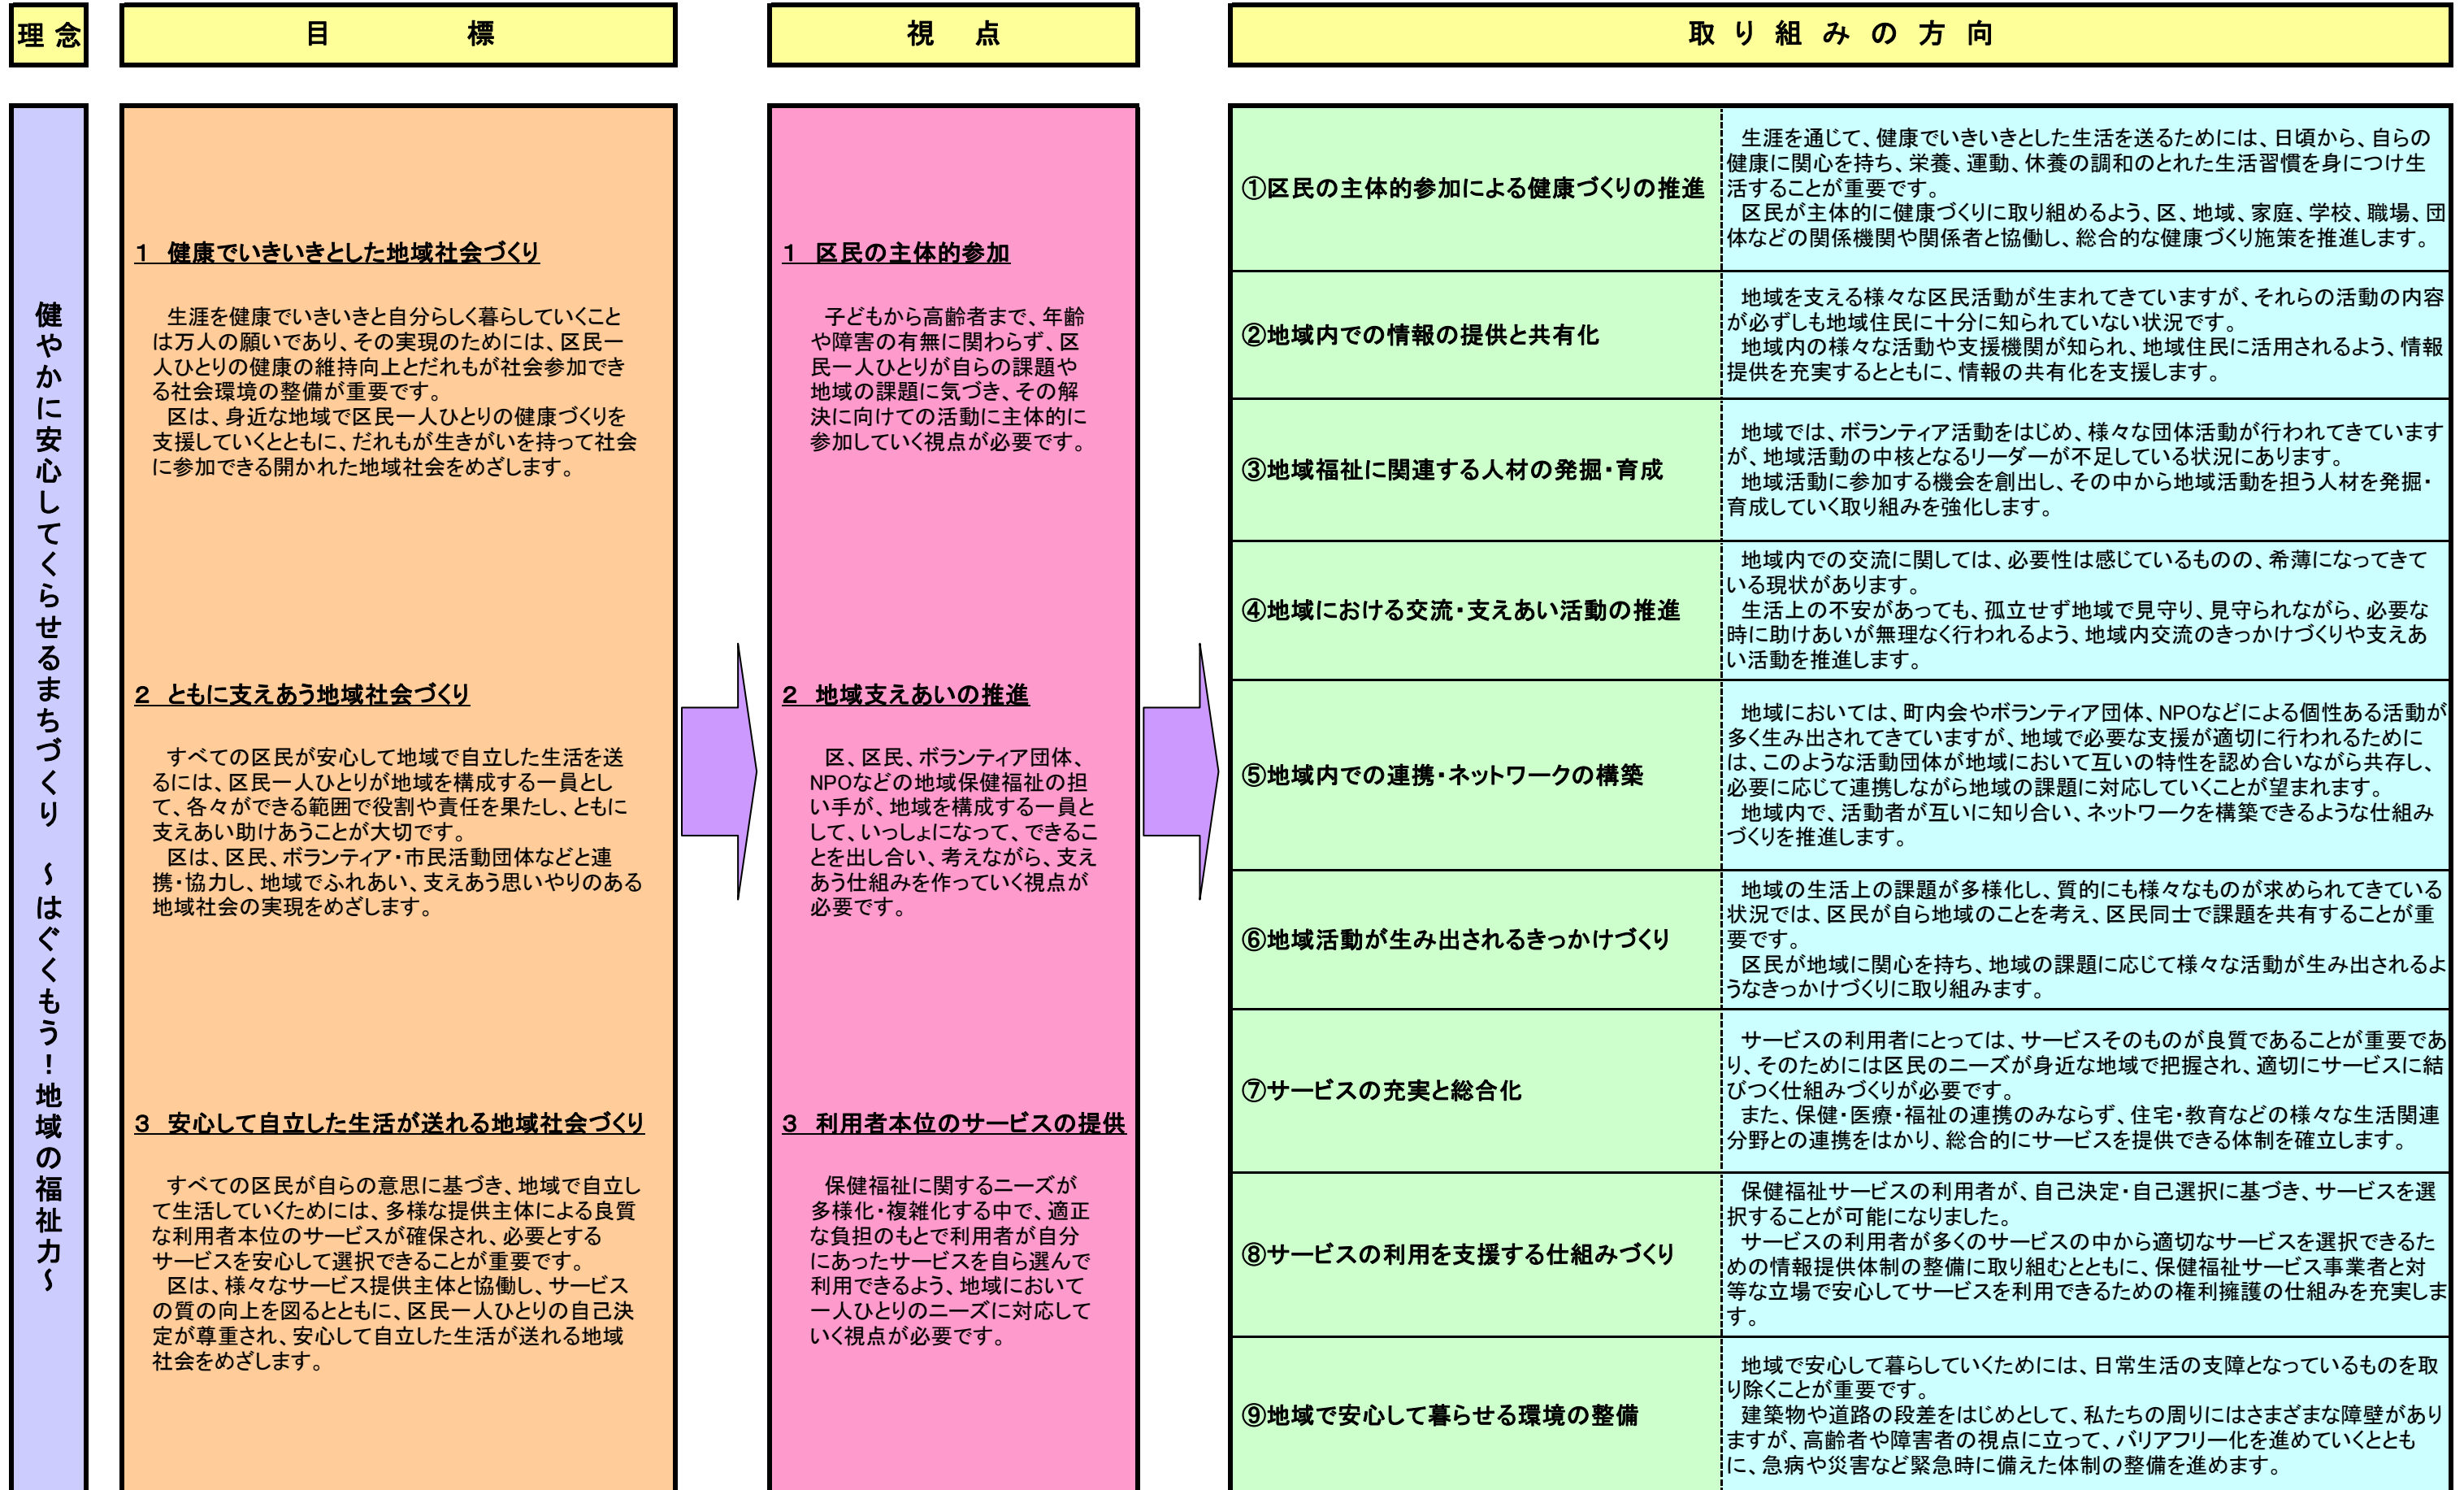 理 念
目 標
視 点
取 り 組 み の 方 向
健やかに安心してくらせるまちづくり ～はぐくもう！地域の福祉力～
１ 健康でいきいきとした地域社会づくり
生涯を健康でいきいきと自分らしく暮らしていくこと
は万人の願いであり、その実現のためには、区民一
人ひとりの健康の維持向上とだれもが社会参加でき
る社会環境の整備が重要です。
区は、身近な地域で区民一人ひとりの健康づくりを
支援していくとともに、だれもが生きがいを持って社会
に参加できる開かれた地域社会をめざします。
２ ともに支えあう地域社会づくり
すべての区民が安心して地域で自立した生活を送
るには、区民一人ひとりが地域を構成する一員とし
て、各々ができる範囲で役割や責任を果たし、ともに
支えあい助けあうことが大切です。
区は、区民、ボランティア・市民活動団体などと連
携・協力し、地域でふれあい、支えあう思いやりのある
地域社会の実現をめざします。
３ 安心して自立した生活が送れる地域社会づくり
すべての区民が自らの意思に基づき、地域で自立し
て生活していくためには、多様な提供主体による良質
な利用者本位のサービスが確保され、必要とする
サービスを安心して選択できることが重要です。
区は、様々なサービス提供主体と協働し、サービス
の質の向上を図るとともに、区民一人ひとりの自己決
定が尊重され、安心して自立した生活が送れる地域
社会をめざします。
１ 区民の主体的参加
子どもから高齢者まで、年齢
や障害の有無に関わらず、区
民一人ひとりが自らの課題や
地域の課題に気づき、その解
決に向けての活動に主体的に
参加していく視点が必要です。
２ 地域支えあいの推進
区、区民、ボランティア団体、
NPOなどの地域保健福祉の担
い手が、地域を構成する一員と
して、いっしょになって、できるこ
とを出し合い、考えながら、支え
あう仕組みを作っていく視点が
必要です。
３ 利用者本位のサービスの提供
保健福祉に関するニーズが
多様化・複雑化する中で、適正
な負担のもとで利用者が自分
にあったサービスを自ら選んで
利用できるよう、地域において
一人ひとりのニーズに対応して
いく視点が必要です。
①区民の主体的参加による健康づくりの推進
生涯を通じて、健康でいきいきとした生活を送るためには、日頃から、自らの
健康に関心を持ち、栄養、運動、休養の調和のとれた生活習慣を身につけ生
活することが重要です。
区民が主体的に健康づくりに取り組めるよう、区、地域、家庭、学校、職場、団
体などの関係機関や関係者と協働し、総合的な健康づくり施策を推進します。
②地域内での情報の提供と共有化
地域を支える様々な区民活動が生まれてきていますが、それらの活動の内容
が必ずしも地域住民に十分に知られていない状況です。
地域内の様々な活動や支援機関が知られ、地域住民に活用されるよう、情報
提供を充実するとともに、情報の共有化を支援します。
③地域福祉に関連する人材の発掘・育成
地域では、ボランティア活動をはじめ、様々な団体活動が行われてきています
が、地域活動の中核となるリーダーが不足している状況にあります。
地域活動に参加する機会を創出し、その中から地域活動を担う人材を発掘・
育成していく取り組みを強化します。
④地域における交流・支えあい活動の推進
地域内での交流に関しては、必要性は感じているものの、希薄になってきて
いる現状があります。
生活上の不安があっても、孤立せず地域で見守り、見守られながら、必要な
時に助けあいが無理なく行われるよう、地域内交流のきっかけづくりや支えあ
い活動を推進します。
⑤地域内での連携・ネットワークの構築
地域においては、町内会やボランティア団体、NPOなどによる個性ある活動が
多く生み出されてきていますが、地域で必要な支援が適切に行われるために
は、このような活動団体が地域において互いの特性を認め合いながら共存し、
必要に応じて連携しながら地域の課題に対応していくことが望まれます。
地域内で、活動者が互いに知り合い、ネットワークを構築できるような仕組み
づくりを推進します。
⑥地域活動が生み出されるきっかけづくり
地域の生活上の課題が多様化し、質的にも様々なものが求められてきている
状況では、区民が自ら地域のことを考え、区民同士で課題を共有することが重
要です。
区民が地域に関心を持ち、地域の課題に応じて様々な活動が生み出されるよ
うなきっかけづくりに取り組みます。
⑦サービスの充実と総合化
サービスの利用者にとっては、サービスそのものが良質であることが重要であ
り、そのためには区民のニーズが身近な地域で把握され、適切にサービスに結
びつく仕組みづくりが必要です。
また、保健・医療・福祉の連携のみならず、住宅・教育などの様々な生活関連
分野との連携をはかり、総合的にサービスを提供できる体制を確立します。
⑧サービスの利用を支援する仕組みづくり
保健福祉サービスの利用者が、自己決定・自己選択に基づき、サービスを選
択することが可能になりました。
サービスの利用者が多くのサービスの中から適切なサービスを選択できるた
めの情報提供体制の整備に取り組むとともに、保健福祉サービス事業者と対
等な立場で安心してサービスを利用できるための権利擁護の仕組みを充実しま
す。
⑨地域で安心して暮らせる環境の整備
地域で安心して暮らしていくためには、日常生活の支障となっているものを取
り除くことが重要です。
建築物や道路の段差をはじめとして、私たちの周りにはさまざまな障壁があり
ますが、高齢者や障害者の視点に立って、バリアフリー化を進めていくととも
に、急病や災害など緊急時に備えた体制の整備を進めます。